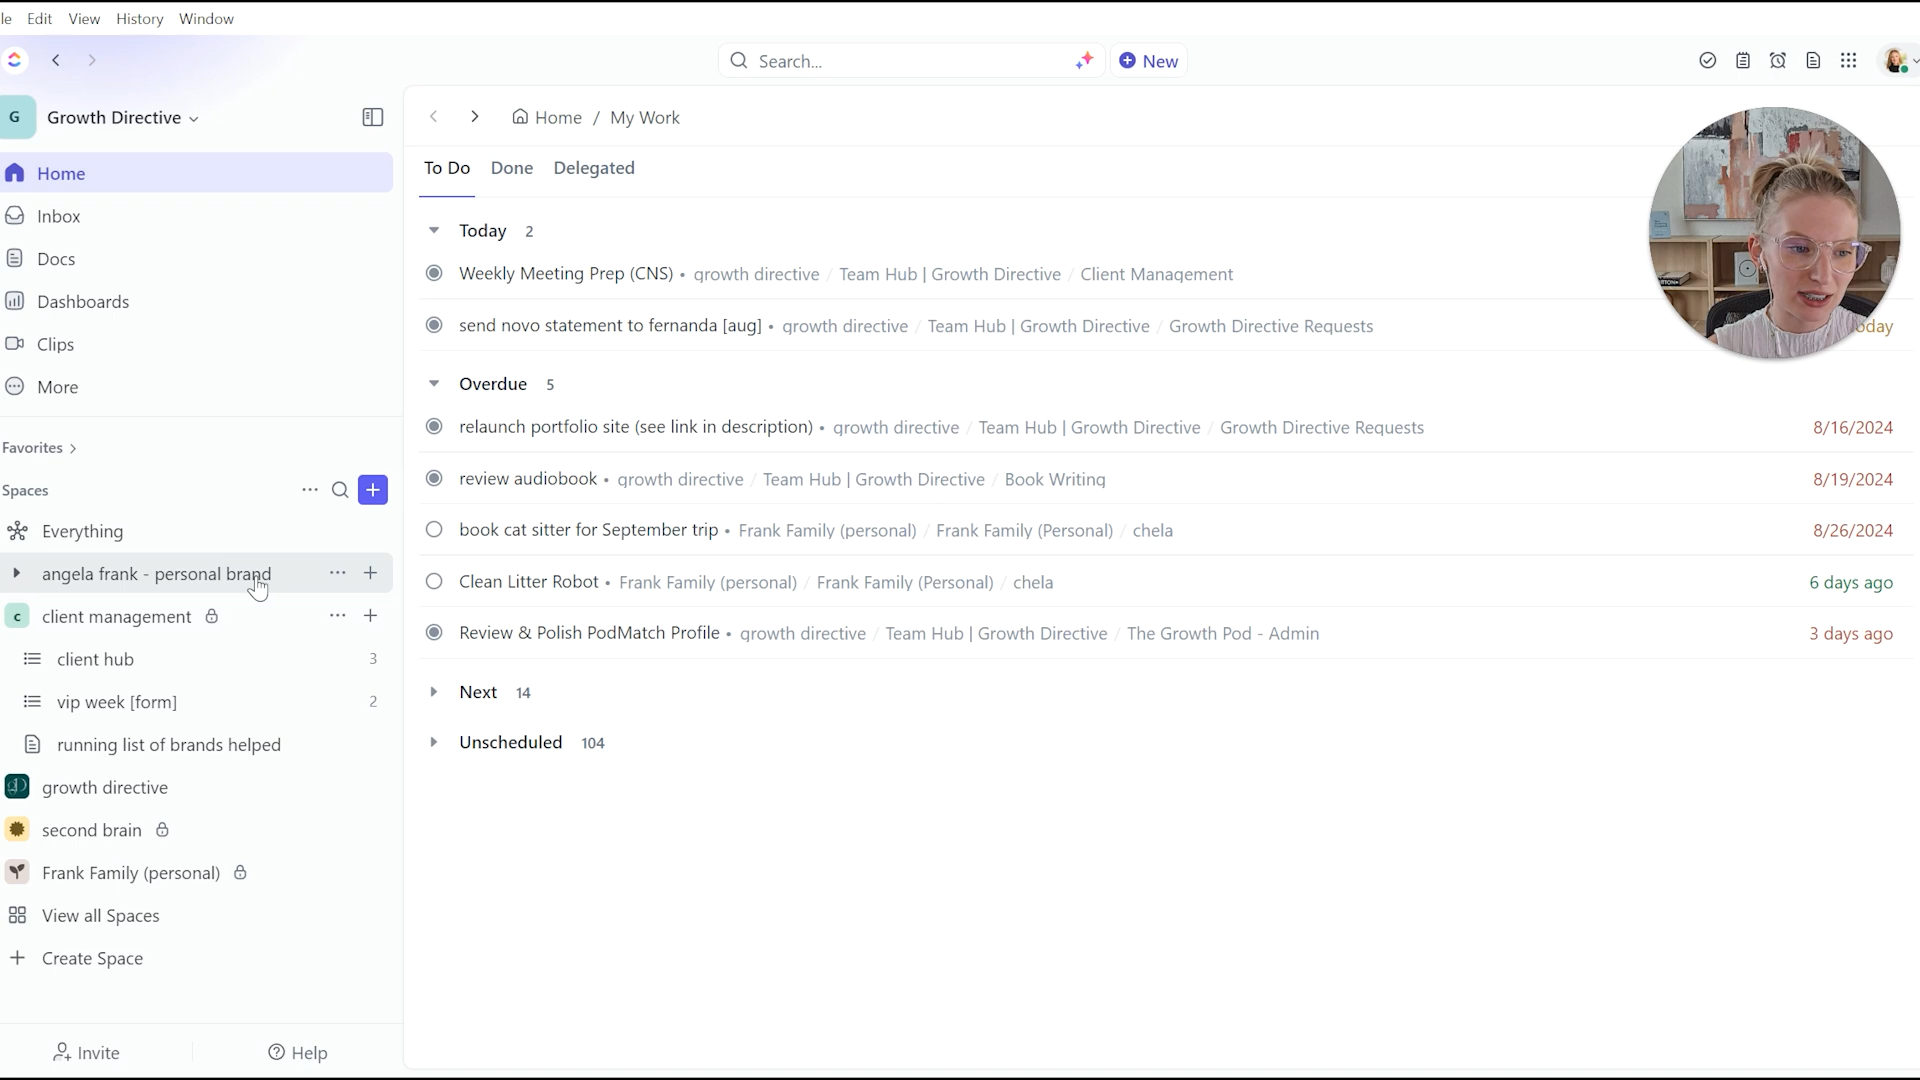 le Edit View History Window
Search... New
G Growth Directive
Home
Inbox
Docs
Dashboards
Clips
More
Favorites
Spaces
Everything
angela frank - personal brand
c client management
client hub 3
vip week [form] 2
running list of brands helped
growth directive
second brain
Frank Family (personal)
View all Spaces
Create Space
Invite Help
Home / My Work
To Do Done Delegated
Today 2
Weekly Meeting Prep (CNS) • growth directive / Team Hub | Growth Directive / Client Management
send novo statement to fernanda [aug] • growth directive / Team Hub | Growth Directive / Growth Directive Requests oday
Overdue 5
relaunch portfolio site (see link in description) • growth directive / Team Hub | Growth Directive / Growth Directive Requests 8/16/2024
review audiobook • growth directive / Team Hub | Growth Directive / Book Writing 8/19/2024
book cat sitter for September trip • Frank Family (personal) / Frank Family (Personal) / chela 8/26/2024
Clean Litter Robot • Frank Family (personal) / Frank Family (Personal) / chela 6 days ago
Review & Polish PodMatch Profile • growth directive / Team Hub | Growth Directive / The Growth Pod - Admin 3 days ago
Next 14
Unscheduled 104